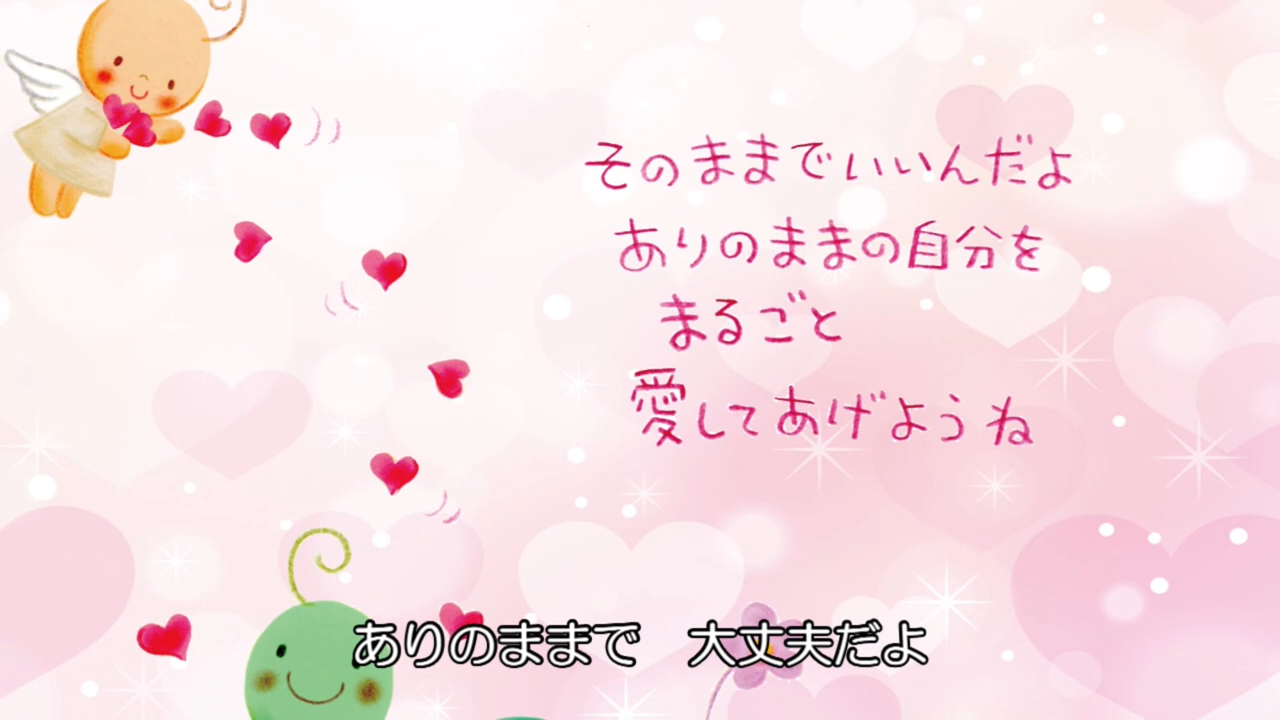 そのままでいいんだよ
ありのままの自分を
まるごと
愛してあげようね
ありのままで　大丈夫だよ